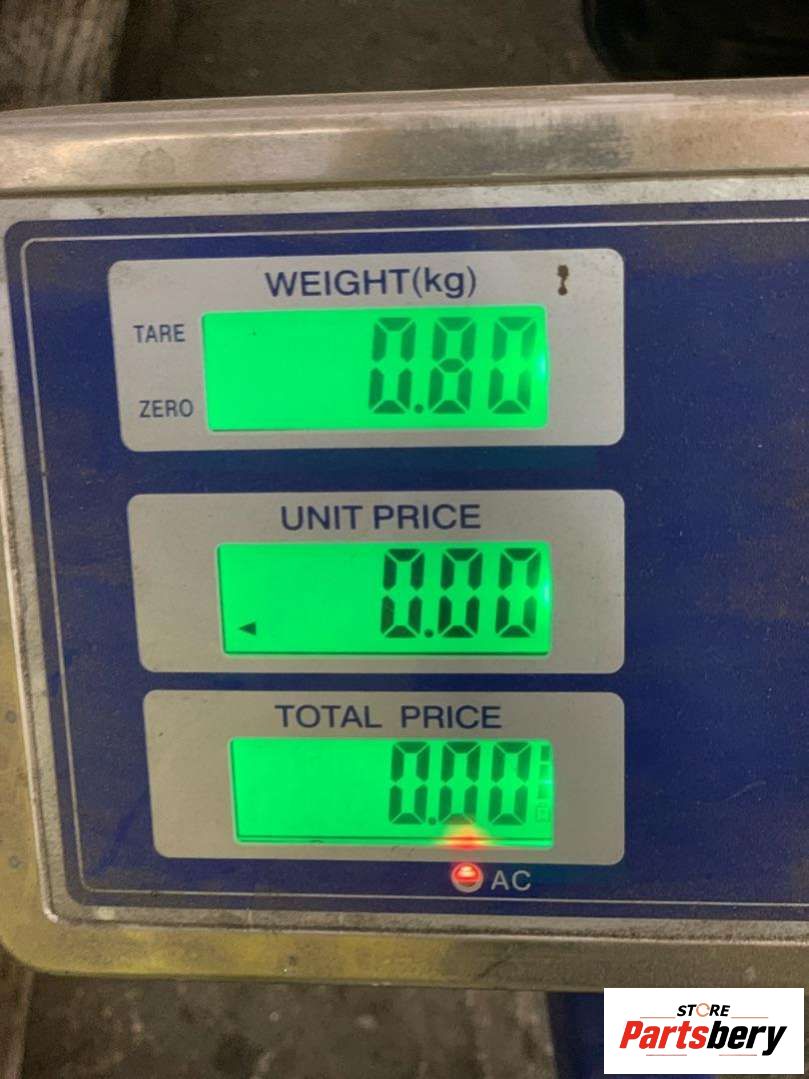 WEIGHT(kg)
TARE
0.80
ZERO
UNIT PRICE
0.00
TOTAL PRICE
0.00
AC
STORE
Partsbery